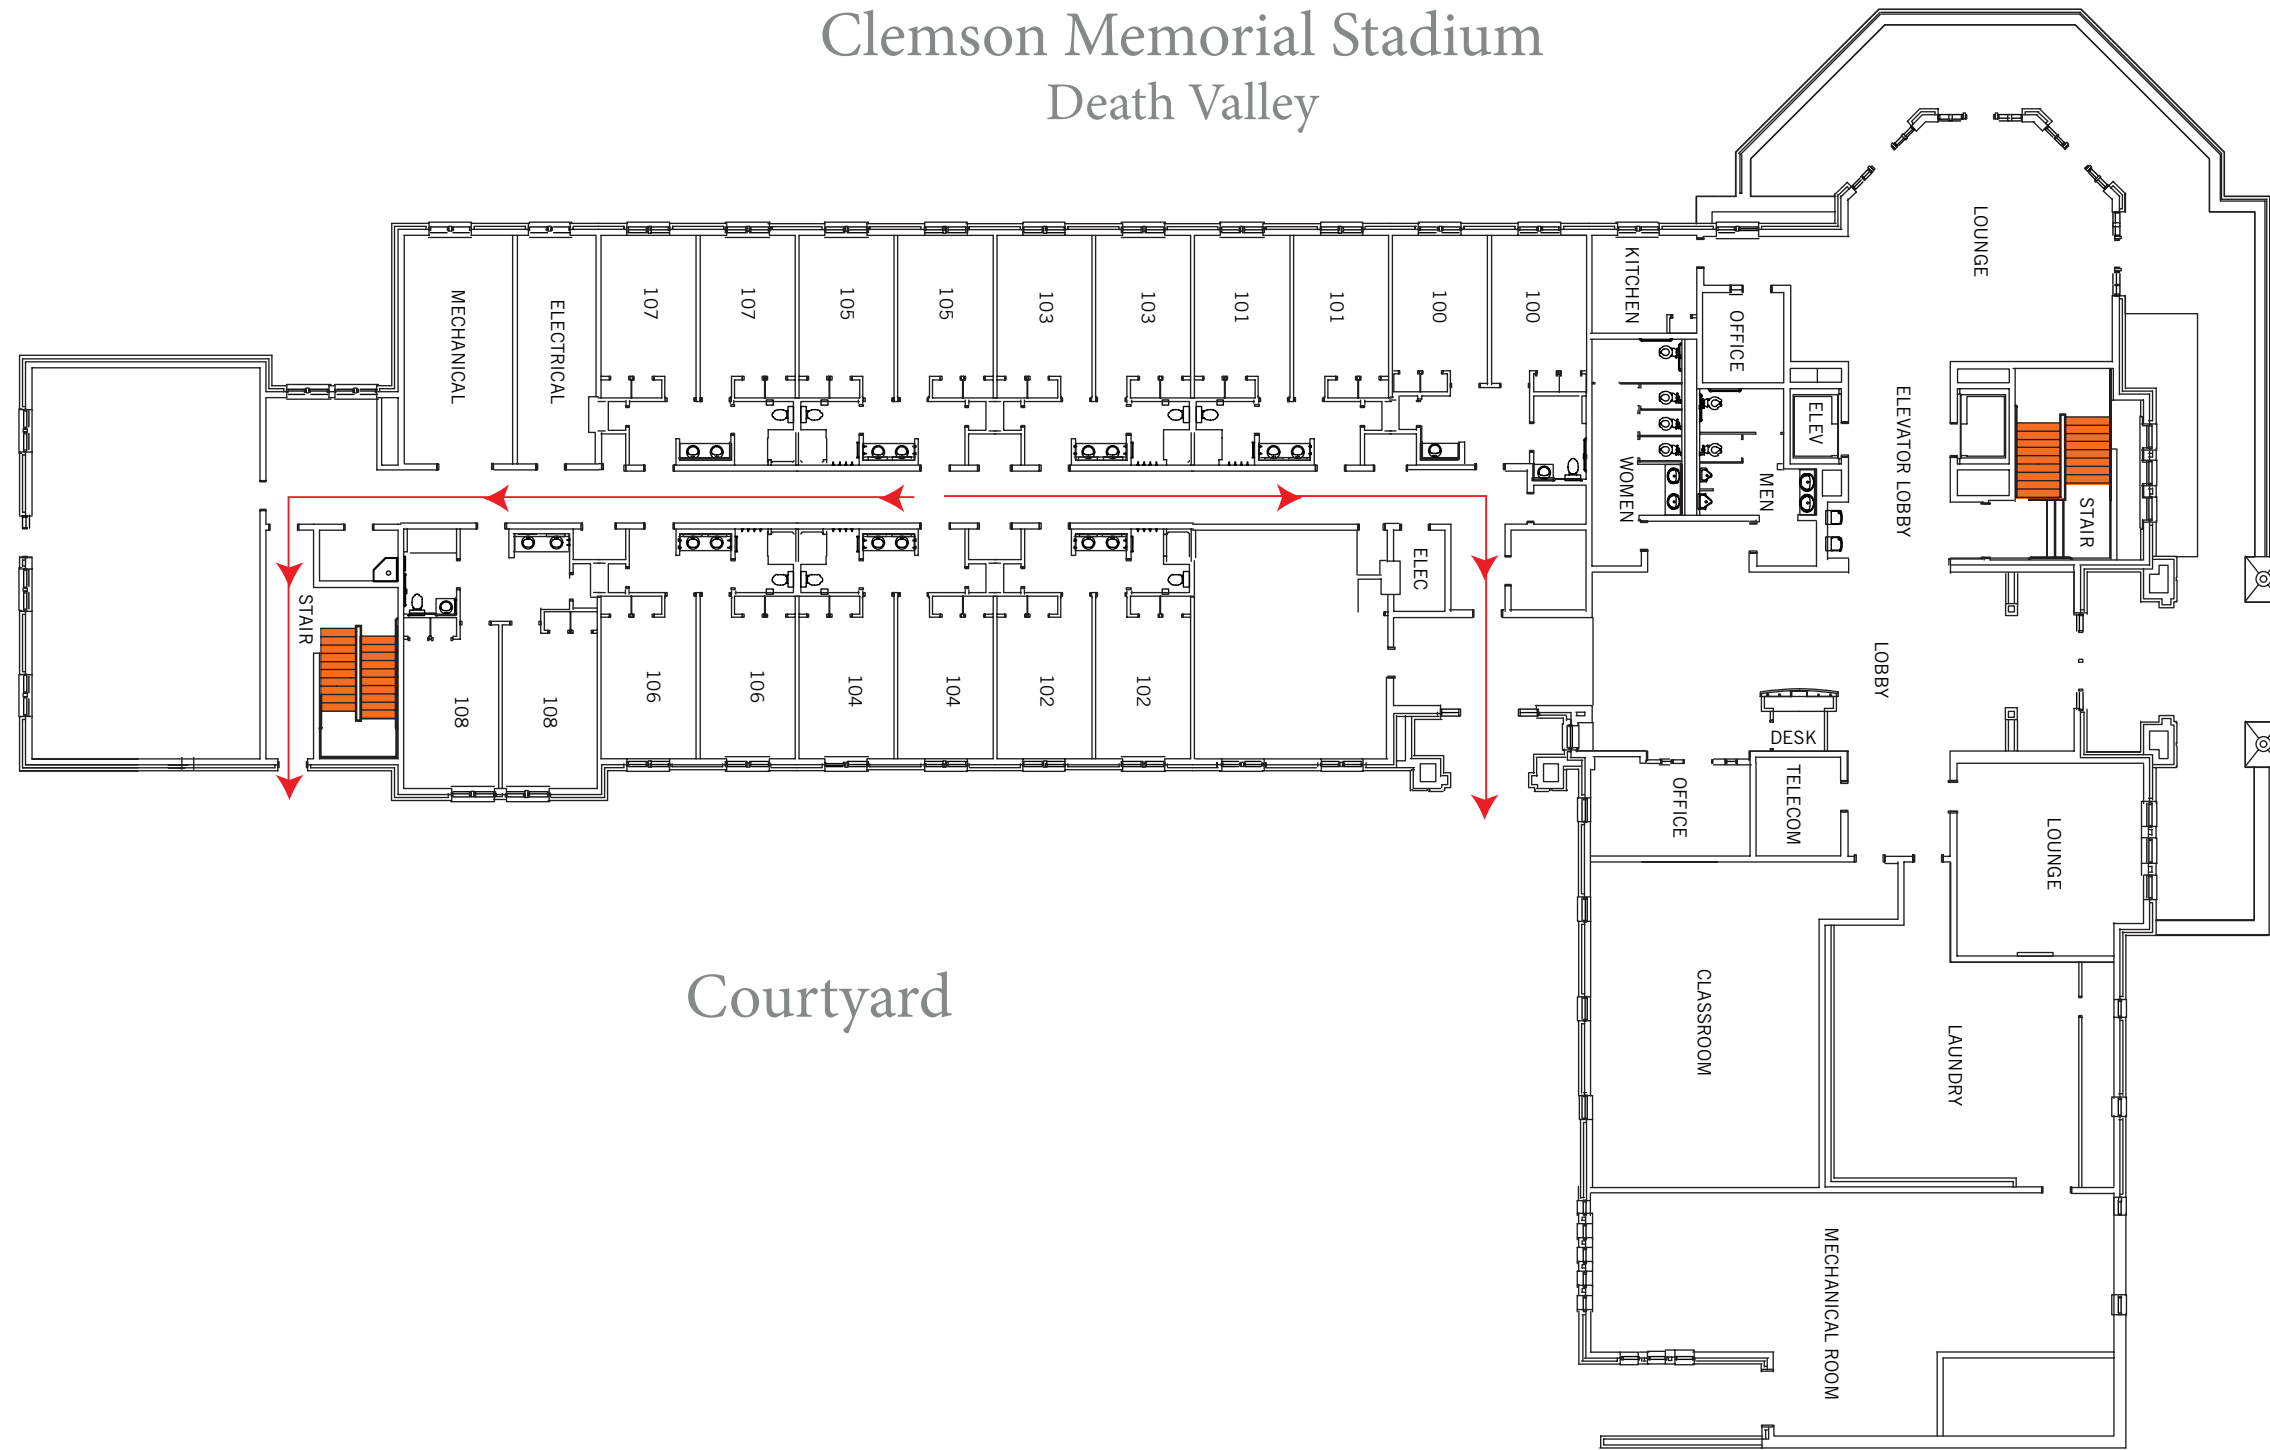 Clemson Memorial Stadium
Death Valley
LOUNGE
KITCHEN
OFFICE
MECHANICAL
ELECTRICAL
107
107
105
105
103
103
101
101
100
100
ELEV
ELEVATOR LOBBY
WOMEN
MEN
STAIR
ELEC
STAIR
108
108
106
106
104
104
102
102
LOBBY
DESK
OFFICE
TELECOM
LOUNGE
Courtyard
CLASSROOM
LAUNDRY
MECHANICAL ROOM